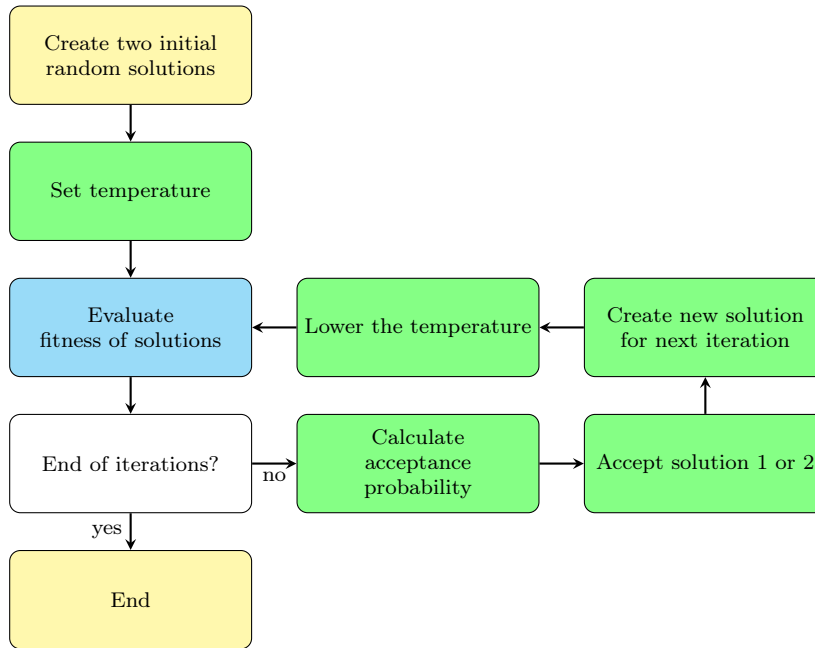 Create two initial
random solutions
Set temperature
Evaluate
fitness of solutions
Lower the temperature
Create new solution
for next iteration
End of iterations?
no
Calculate
acceptance
probability
Accept solution 1 or 2
yes
End